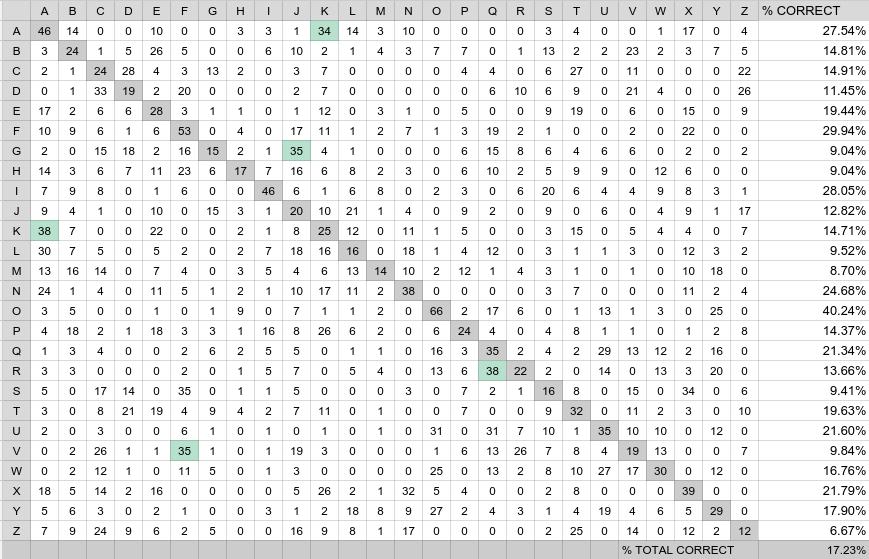 A B C D E F G H I J K L M N O P Q R S T U V W X Y Z % CORRECT
A 46 14 0 0 10 0 0 3 3 1 34 14 3 10 0 0 0 0 3 4 0 0 1 17 0 4 27.54%
B 3 24 1 5 26 5 0 0 6 10 2 1 4 3 7 7 0 1 13 2 2 23 2 3 7 5 14.81%
C 2 1 24 28 4 3 13 2 0 3 7 0 0 0 0 4 4 0 6 27 0 11 0 0 0 22 14.91%
D 0 1 33 19 2 20 0 0 0 2 7 0 0 0 0 0 6 10 6 9 0 21 4 0 0 26 11.45%
E 17 2 6 6 28 3 1 1 0 1 12 0 3 1 0 5 0 0 9 19 0 6 0 15 0 9 19.44%
F 10 9 6 1 6 53 0 4 0 17 11 1 2 7 1 3 19 2 1 0 0 2 0 22 0 0 29.94%
G 2 0 15 18 2 16 15 2 1 35 4 1 0 0 0 6 15 8 6 4 6 6 0 2 0 2 9.04%
H 14 3 6 7 11 23 6 17 7 16 6 8 2 3 0 6 10 2 5 9 9 0 12 6 0 0 9.04%
I 7 9 8 0 1 6 0 0 46 6 1 6 8 0 2 3 0 6 20 6 4 4 9 8 3 1 28.05%
J 9 4 1 0 10 0 15 3 1 20 10 21 1 4 0 9 2 0 9 0 6 0 4 9 1 17 12.82%
K 38 7 0 0 22 0 0 2 1 8 25 12 0 11 1 5 0 0 3 15 0 5 4 4 0 7 14.71%
L 30 7 5 0 5 2 0 2 7 18 16 16 0 18 1 4 12 0 3 1 1 3 0 12 3 2 9.52%
M 13 16 14 0 7 4 0 3 5 4 6 13 14 10 2 12 1 4 3 1 0 1 0 10 18 0 8.70%
N 24 1 4 0 11 5 1 2 1 10 17 11 2 38 0 0 0 0 3 7 0 0 0 11 2 4 24.68%
O 3 5 0 0 1 0 1 9 0 7 1 1 2 0 66 2 17 6 0 1 13 1 3 0 25 0 40.24%
P 4 18 2 1 18 3 3 1 16 8 26 6 2 0 6 24 4 0 4 8 1 1 0 1 2 8 14.37%
Q 1 3 4 0 0 2 6 2 5 5 0 1 1 0 16 3 35 2 4 2 29 13 12 2 16 0 21.34%
R 3 3 0 0 0 2 0 1 5 7 0 5 4 0 13 6 38 22 2 0 14 0 13 3 20 0 13.66%
S 5 0 17 14 0 35 0 1 1 5 0 0 0 3 0 7 2 1 16 8 0 15 0 34 0 6 9.41%
T 3 0 8 21 19 4 9 4 2 7 11 0 1 0 0 7 0 0 9 32 0 11 2 3 0 10 19.63%
U 2 0 3 0 0 6 1 0 1 0 1 0 1 0 31 0 31 7 10 1 35 10 10 0 12 0 21.60%
V 0 2 26 1 1 35 1 0 1 19 3 0 0 0 1 6 13 26 7 8 4 19 13 0 0 7 9.84%
W 0 2 12 1 0 11 5 0 1 3 0 0 0 0 25 0 13 2 8 10 27 17 30 0 12 0 16.76%
X 18 5 14 2 16 0 0 0 0 5 26 2 1 32 5 4 0 0 2 8 0 0 0 39 0 0 21.79%
Y 5 6 3 0 2 1 0 0 3 1 2 18 8 9 27 2 4 3 1 4 19 4 6 5 29 0 17.90%
Z 7 9 24 9 6 2 5 0 0 16 9 8 1 17 0 0 0 0 2 25 0 14 0 12 2 12 6.67%
% TOTAL CORRECT 17.23%